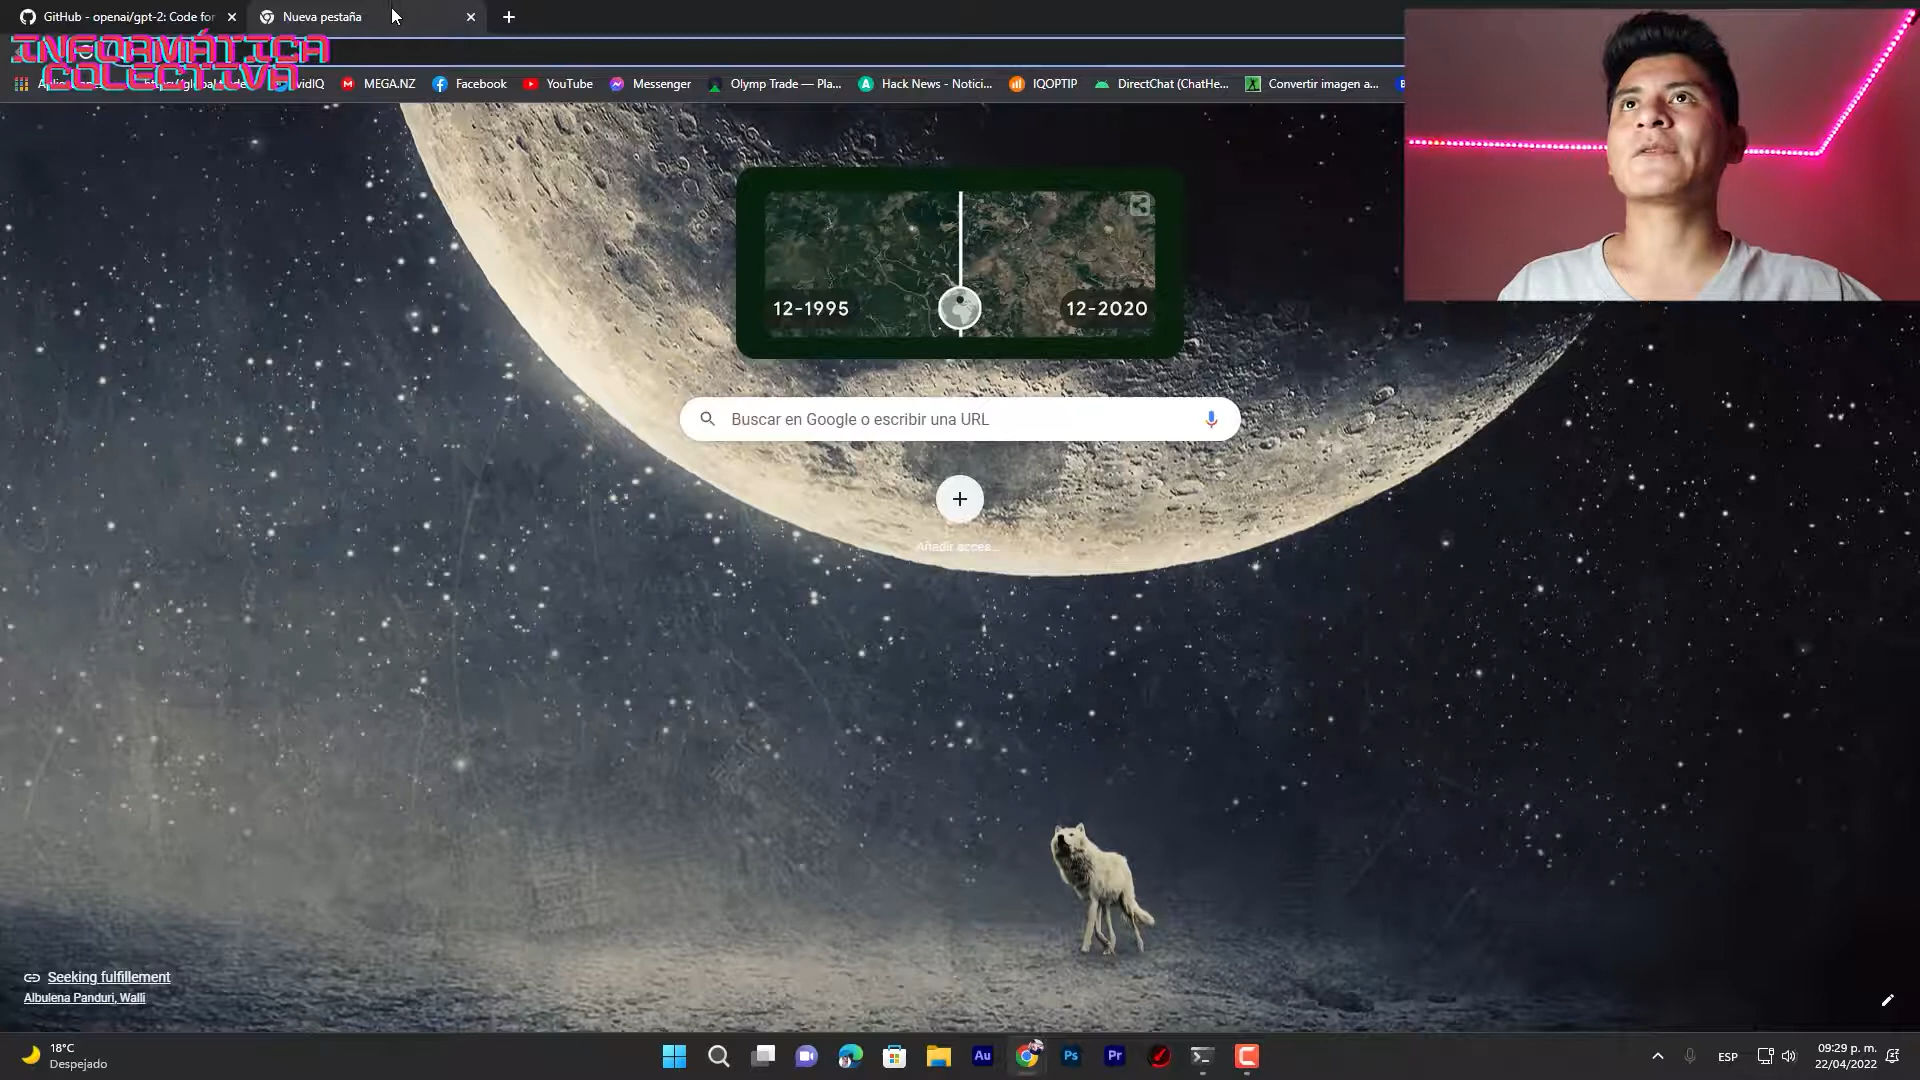 GitHub - openai/gpt-2: Code for
Nueva pestaña
INFORMÁTICA
COLECTIVA
vidIQ
MEGA.NZ
Facebook
YouTube
Messenger
Olymp Trade — Pla...
Hack News - Notici...
IQOPTIP
DirectChat (ChatHe...
Convertir imagen a...
12-1995
12-2020
Buscar en Google o escribir una URL
Añadir acces...
Seeking fulfillement
Albulena Panduri, Walli
18°C
Despejado
Au
Ps
Pr
ESP
09:29 p. m.
22/04/2022